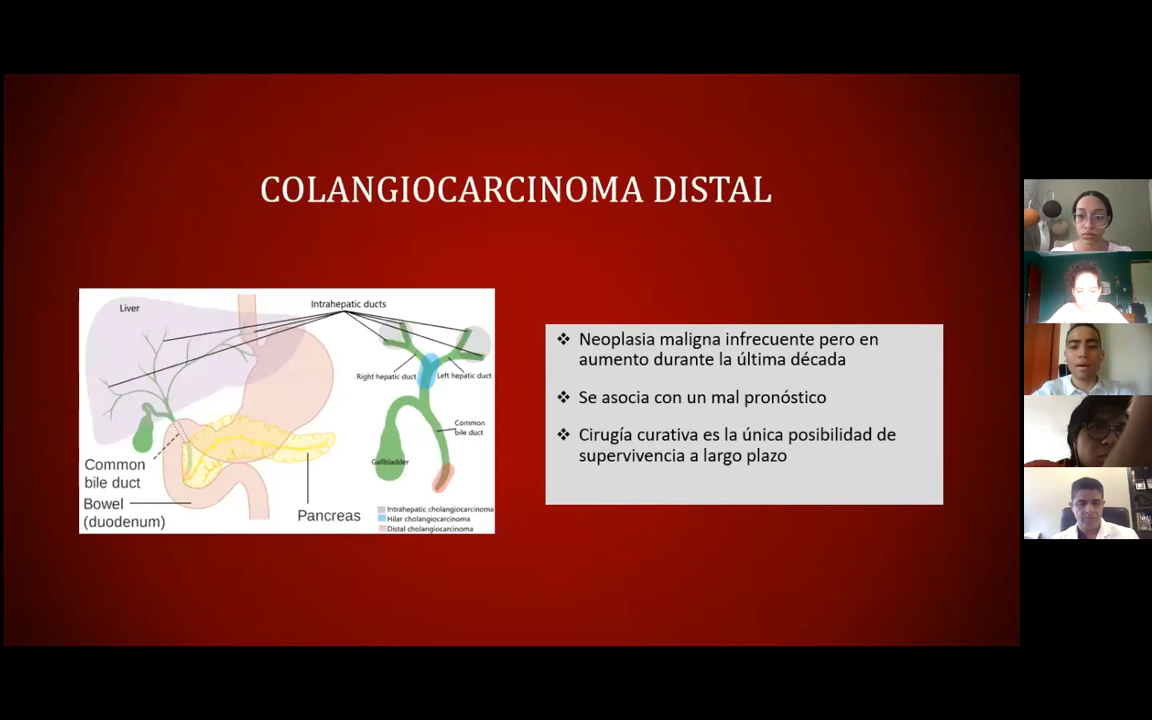 COLANGIOCARCINOMA DISTAL
Liver
Intrahepatic ducts
Right hepatic duct
Left hepatic duct
Common
bile duct
Gallbladder
Common
bile duct
Bowel
(duodenum)
Pancreas
Intrahepatic cholangiocarcinoma
Hilar cholangiocarcinoma
Distal cholangiocarcinoma
❖ Neoplasia maligna infrecuente pero en
aumento durante la última década
❖ Se asocia con un mal pronóstico
❖ Cirugía curativa es la única posibilidad de
supervivencia a largo plazo